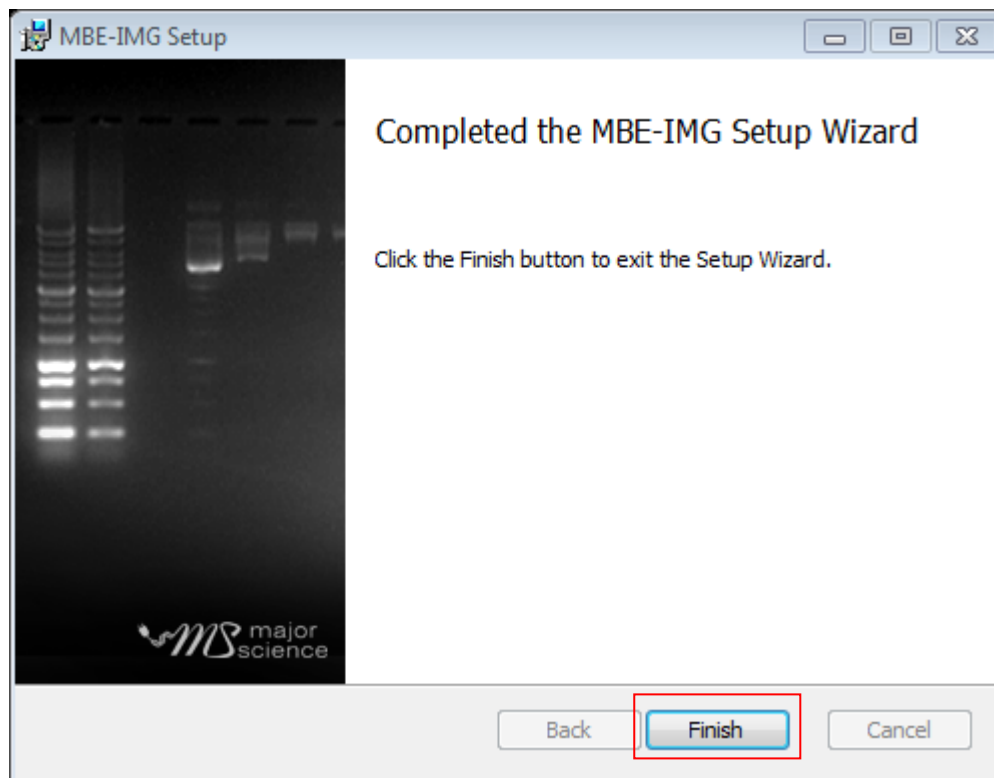 MBE-IMG Setup
Completed the MBE-IMG Setup Wizard
Click the Finish button to exit the Setup Wizard.
MS major
science
Back Finish Cancel